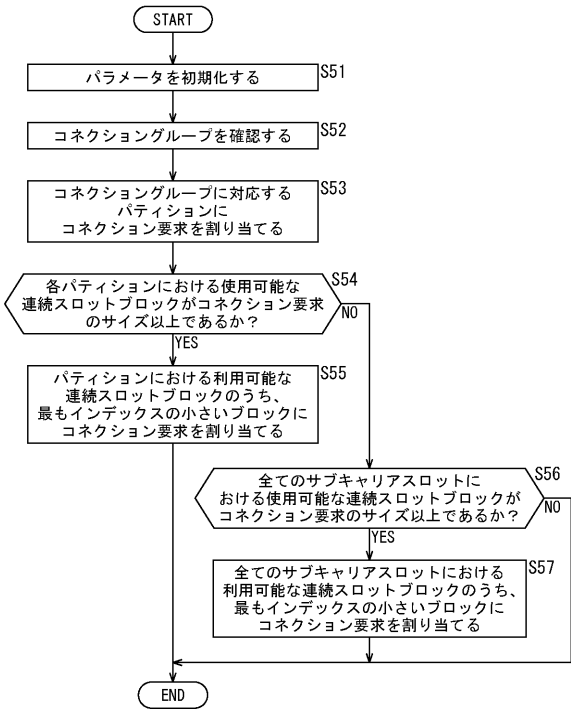 START
パラメータを初期化する
S51
コネクショングループを確認する
S52
コネクショングループに対応する
パティションに
コネクション要求を割り当てる
S53
各パティションにおける使用可能な
連続スロットブロックがコネクション要求
のサイズ以上であるか?
S54
NO
YES
パティションにおける利用可能な
連続スロットブロックのうち、
最もインデックスの小さいブロックに
コネクション要求を割り当てる
S55
全てのサブキャリアスロットに
おける使用可能な連続スロットブロックが
コネクション要求のサイズ以上であるか?
S56
NO
YES
全てのサブキャリアスロットにおける
利用可能な連続スロットブロックのうち、
最もインデックスの小さいブロックに
コネクション要求を割り当てる
S57
END